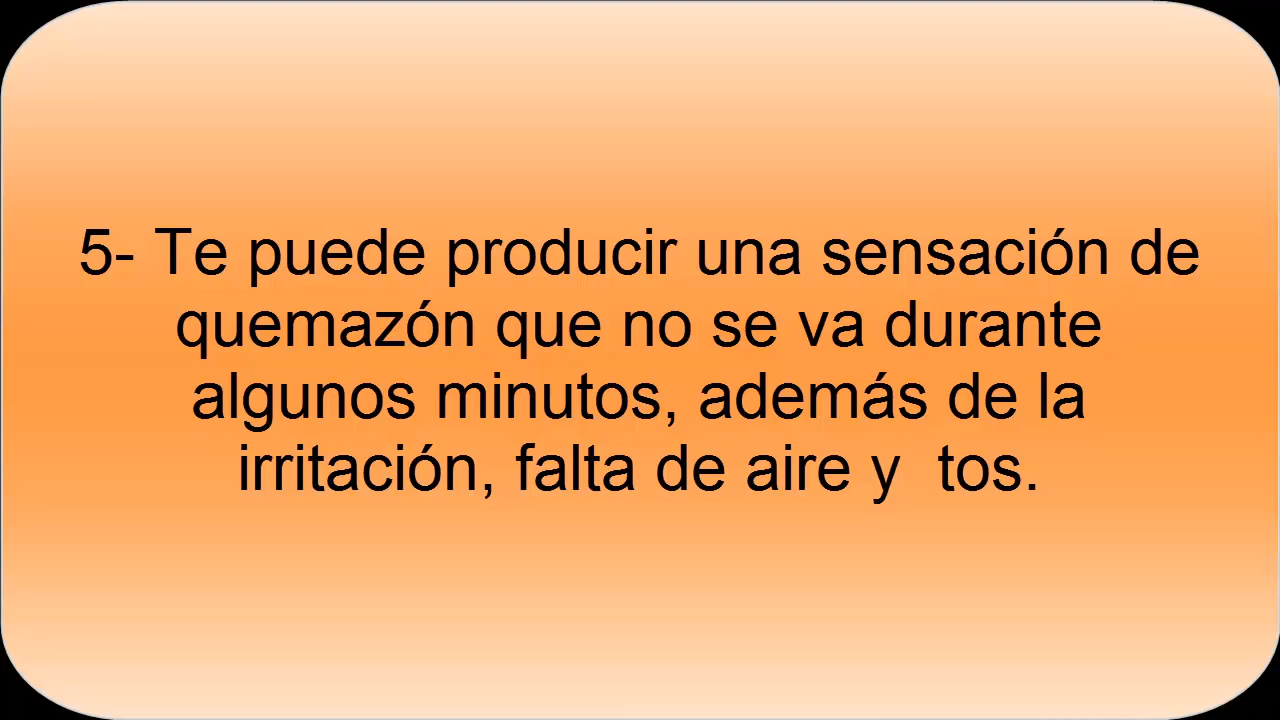 5- Te puede producir una sensación de
quemazón que no se va durante
algunos minutos, además de la
irritación, falta de aire y  tos.